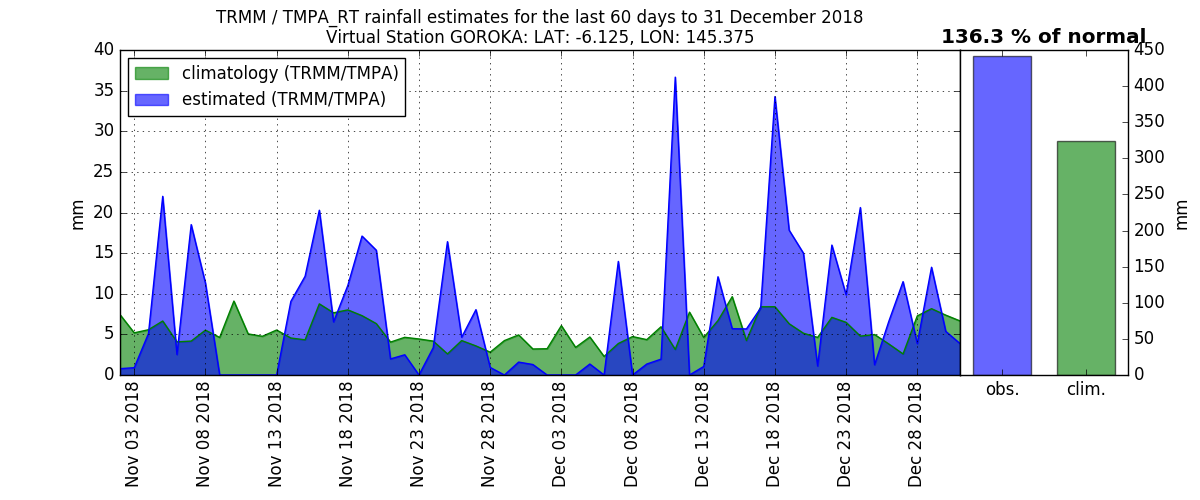 TRMM / TMPA_RT rainfall estimates for the last 60 days to 31 December 2018
Virtual Station GOROKA: LAT: -6.125, LON: 145.375
136.3 % of normal
climatology (TRMM/TMPA)
estimated (TRMM/TMPA)
40
35
30
25
20
15
10
5
0
mm
450
400
350
300
250
200
150
100
50
0
mm
Nov 03 2018
Nov 08 2018
Nov 13 2018
Nov 18 2018
Nov 23 2018
Nov 28 2018
Dec 03 2018
Dec 08 2018
Dec 13 2018
Dec 18 2018
Dec 23 2018
Dec 28 2018
obs.
clim.